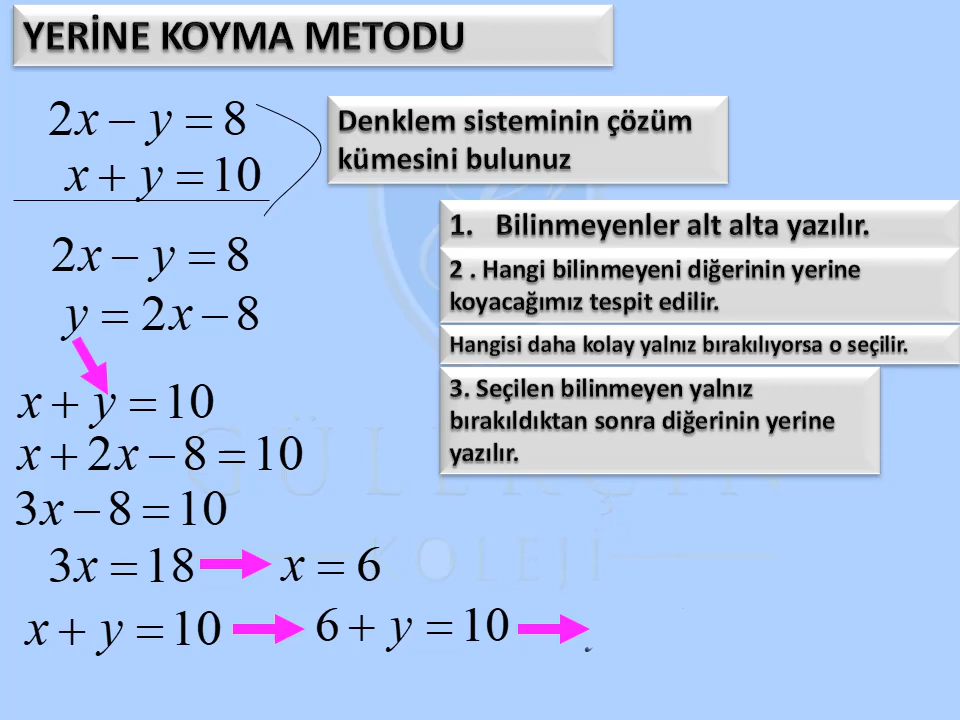 YERİNE KOYMA METODU
2x − y = 8
x + y = 10
Denklem sisteminin çözüm
kümesini bulunuz
2x − y = 8
y = 2x − 8
1. Bilinmeyenler alt alta yazılır.
2 . Hangi bilinmeyeni diğerinin yerine
koyacağımız tespit edilir.
Hangisi daha kolay yalnız bırakılıyorsa o seçilir.
3. Seçilen bilinmeyen yalnız
bırakıldıktan sonra diğerinin yerine
yazılır.
x + y = 10
x + 2x − 8 = 10
3x − 8 = 10
3x = 18 x = 6
x + y = 10 6 + y = 10
GÜLERÇİN
KOLEJİ